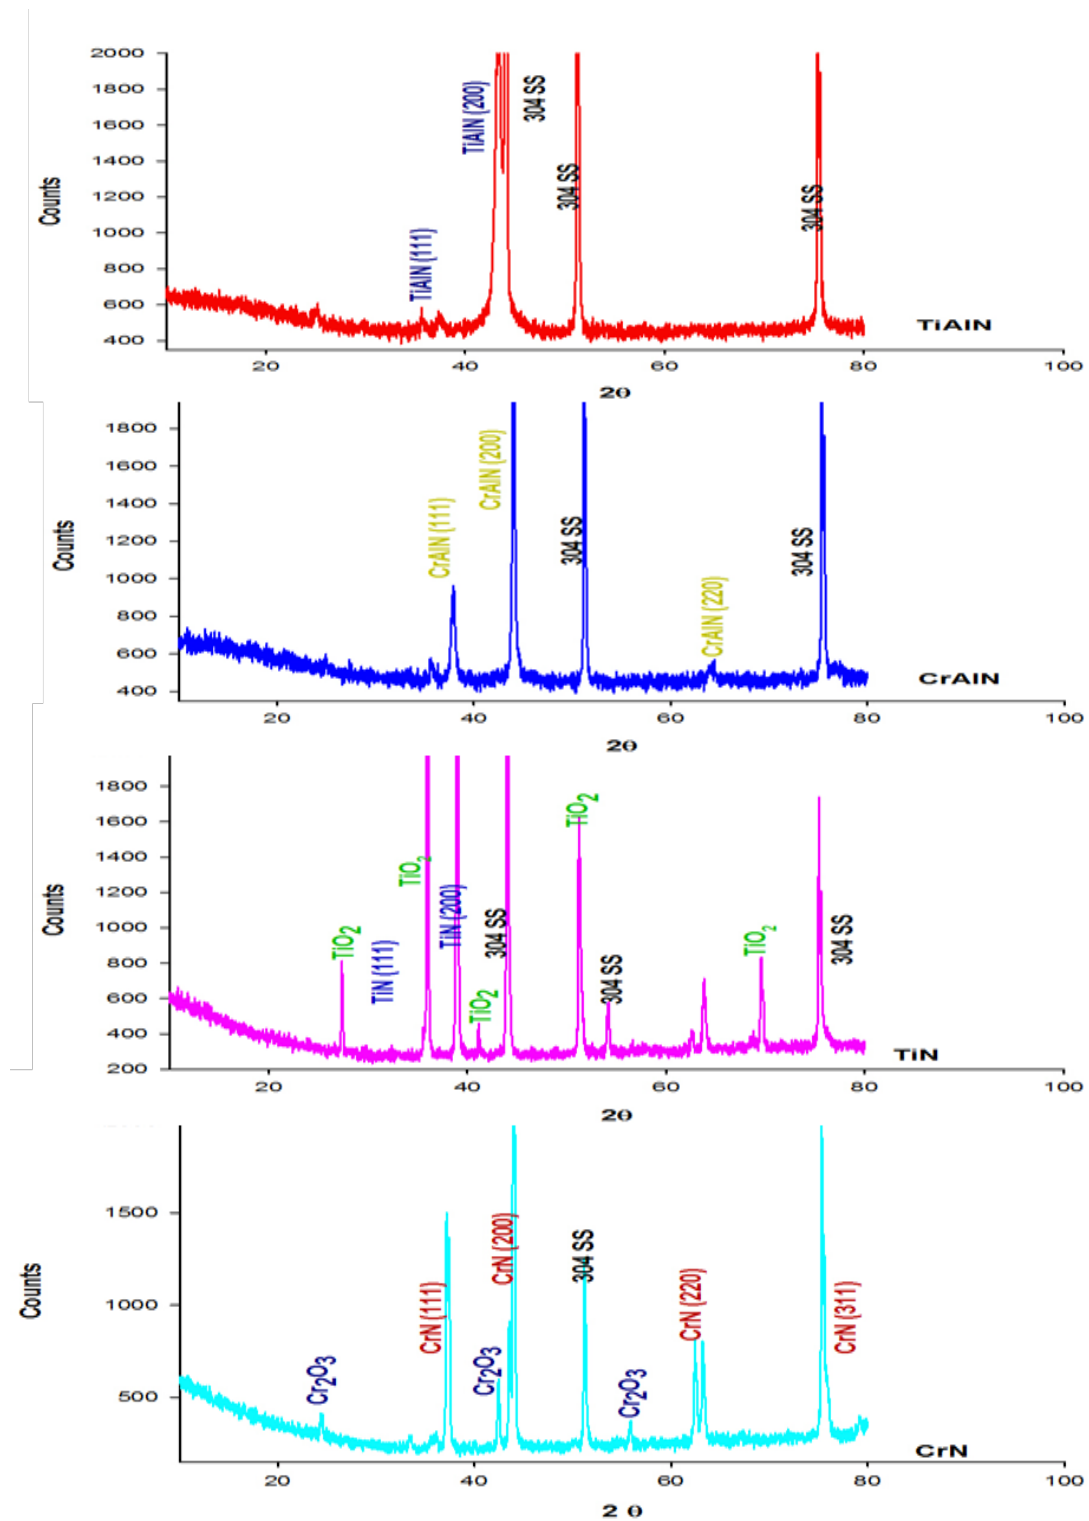 2000
1800
1600
1400
1200
1000
800
600
400
Counts
TiAlN (111)
TiAlN (200)
304 SS
304 SS
304 SS
TiAlN
20 40 60 80 100
2θ
1800
1600
1400
1200
1000
800
600
400
Counts
CrAlN (111)
CrAlN (200)
304 SS
CrAlN (220)
304 SS
CrAlN
20 40 60 80 100
2θ
1800
1600
1400
1200
1000
800
600
400
200
Counts
TiO2
TiN (111)
TiO2
TiN (200)
TiO2
304 SS
TiO2
304 SS
TiO2
304 SS
TiN
20 40 60 80 100
2θ
1500
1000
500
Counts
Cr2O3
CrN (111)
Cr2O3
CrN (200)
304 SS
Cr2O3
CrN (220)
CrN (311)
CrN
20 40 60 80 100
2 θ